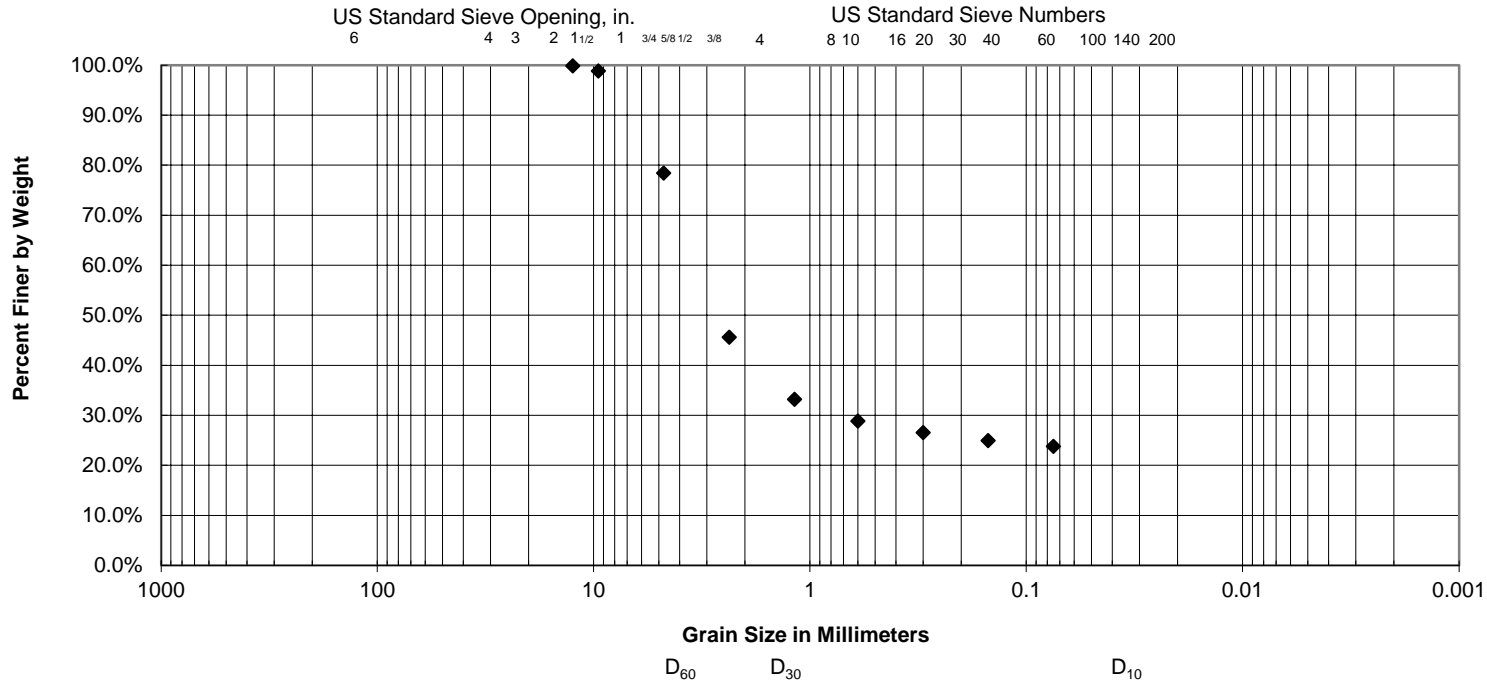 US Standard Sieve Opening, in. US Standard Sieve Numbers
6 4 3 2 1 1/2 1 3/4 5/8 1/2 3/8 4 8 10 16 20 30 40 60 100 140 200
100.0%
90.0%
80.0%
70.0%
60.0%
50.0%
40.0%
30.0%
20.0%
10.0%
0.0%
Percent Finer by Weight
1000 100 10 1 0.1 0.01 0.001
Grain Size in Millimeters
D60 D30 D10